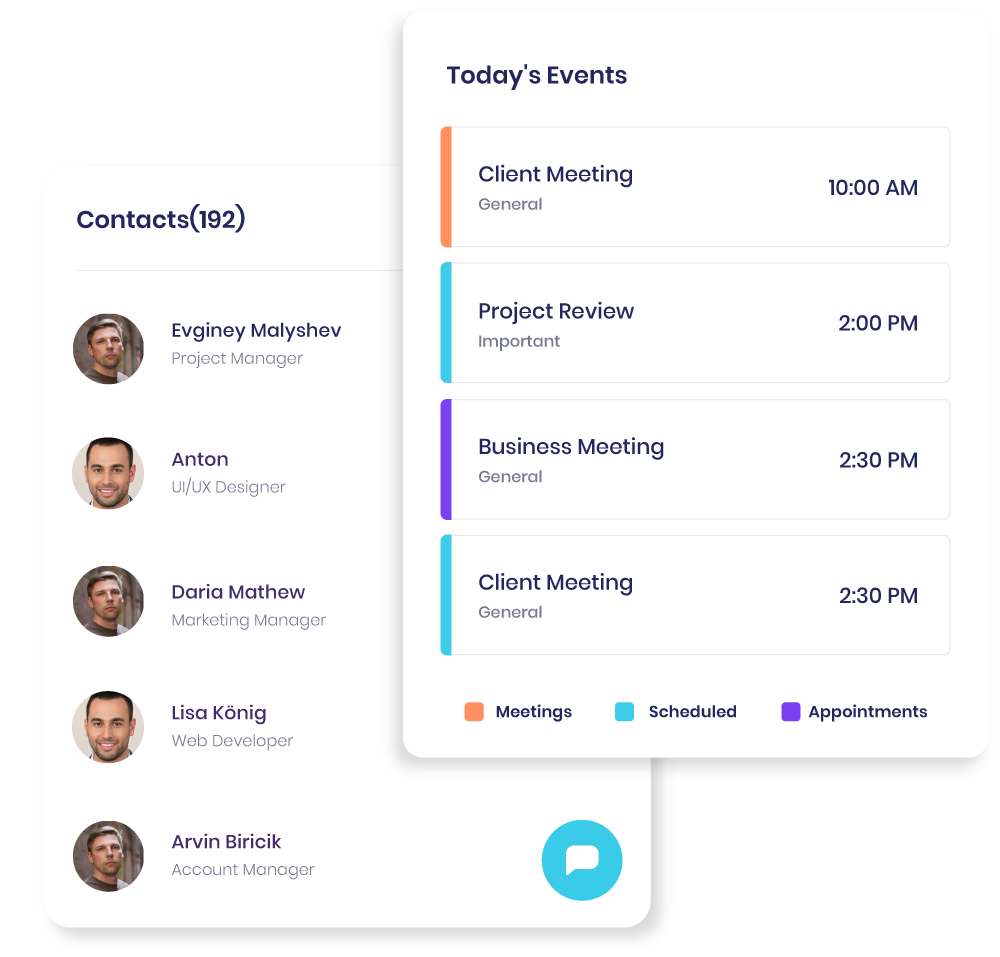 Today's Events
Client Meeting
General
10:00 AM
Project Review
Important
2:00 PM
Business Meeting
General
2:30 PM
Client Meeting
General
2:30 PM
Meetings
Scheduled
Appointments
Contacts(192)
Evginey Malyshev
Project Manager
Anton
UI/UX Designer
Daria Mathew
Marketing Manager
Lisa König
Web Developer
Arvin Biricik
Account Manager